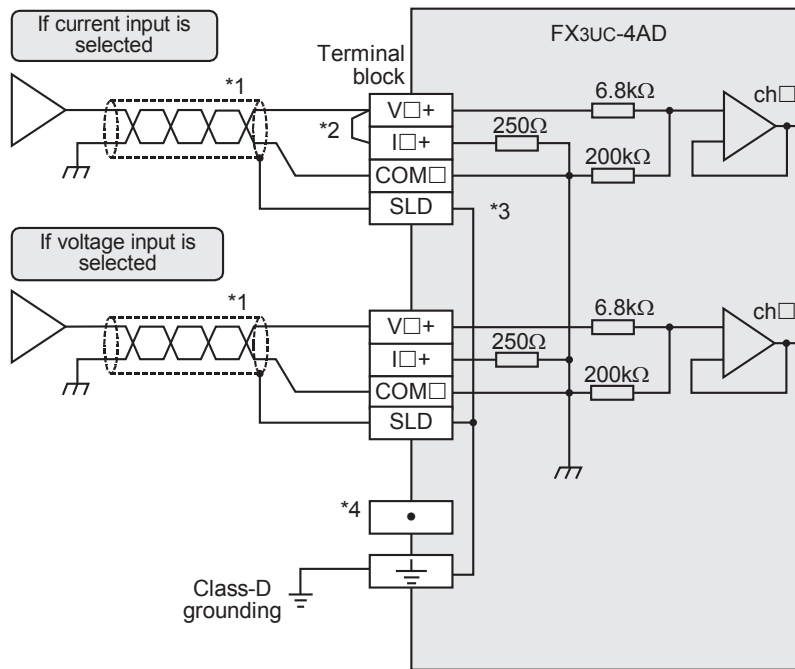 If current input is
selected
FX3UC-4AD
Terminal
block
*1
*2
V□+
I□+
COM□
SLD
6.8kΩ
250Ω
200kΩ
ch□
*3
If voltage input is
selected
*1
V□+
I□+
COM□
SLD
6.8kΩ
250Ω
200kΩ
ch□
*4
Class-D
grounding